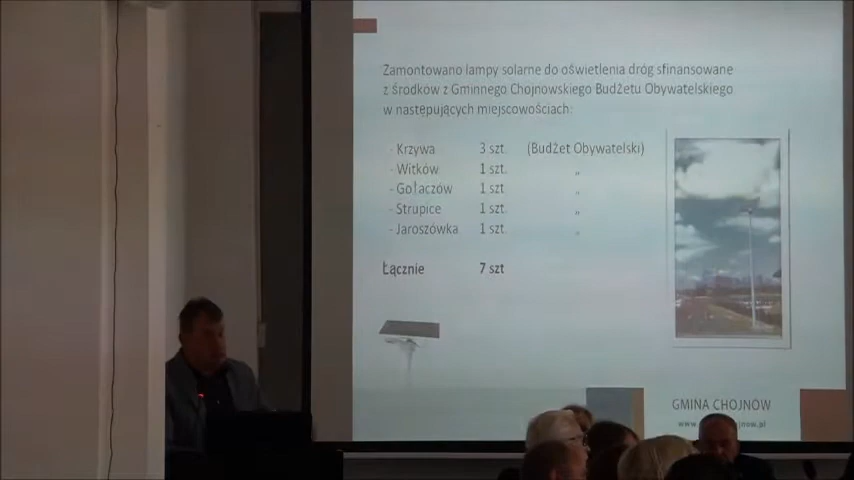 Zamontowano lampy solarne do oświetlenia dróg sfinansowane
z środków z Gminnego Chojnowskiego Budżetu Obywatelskiego
w następujących miejscowościach:
- Krzywa 3 szt. (Budżet Obywatelski)
- Witków 1 szt. „
- Gołaczów 1 szt. „
- Strupice 1 szt. „
- Jaroszówka 1 szt. „
Łącznie 7 szt
GMINA CHOJNÓW